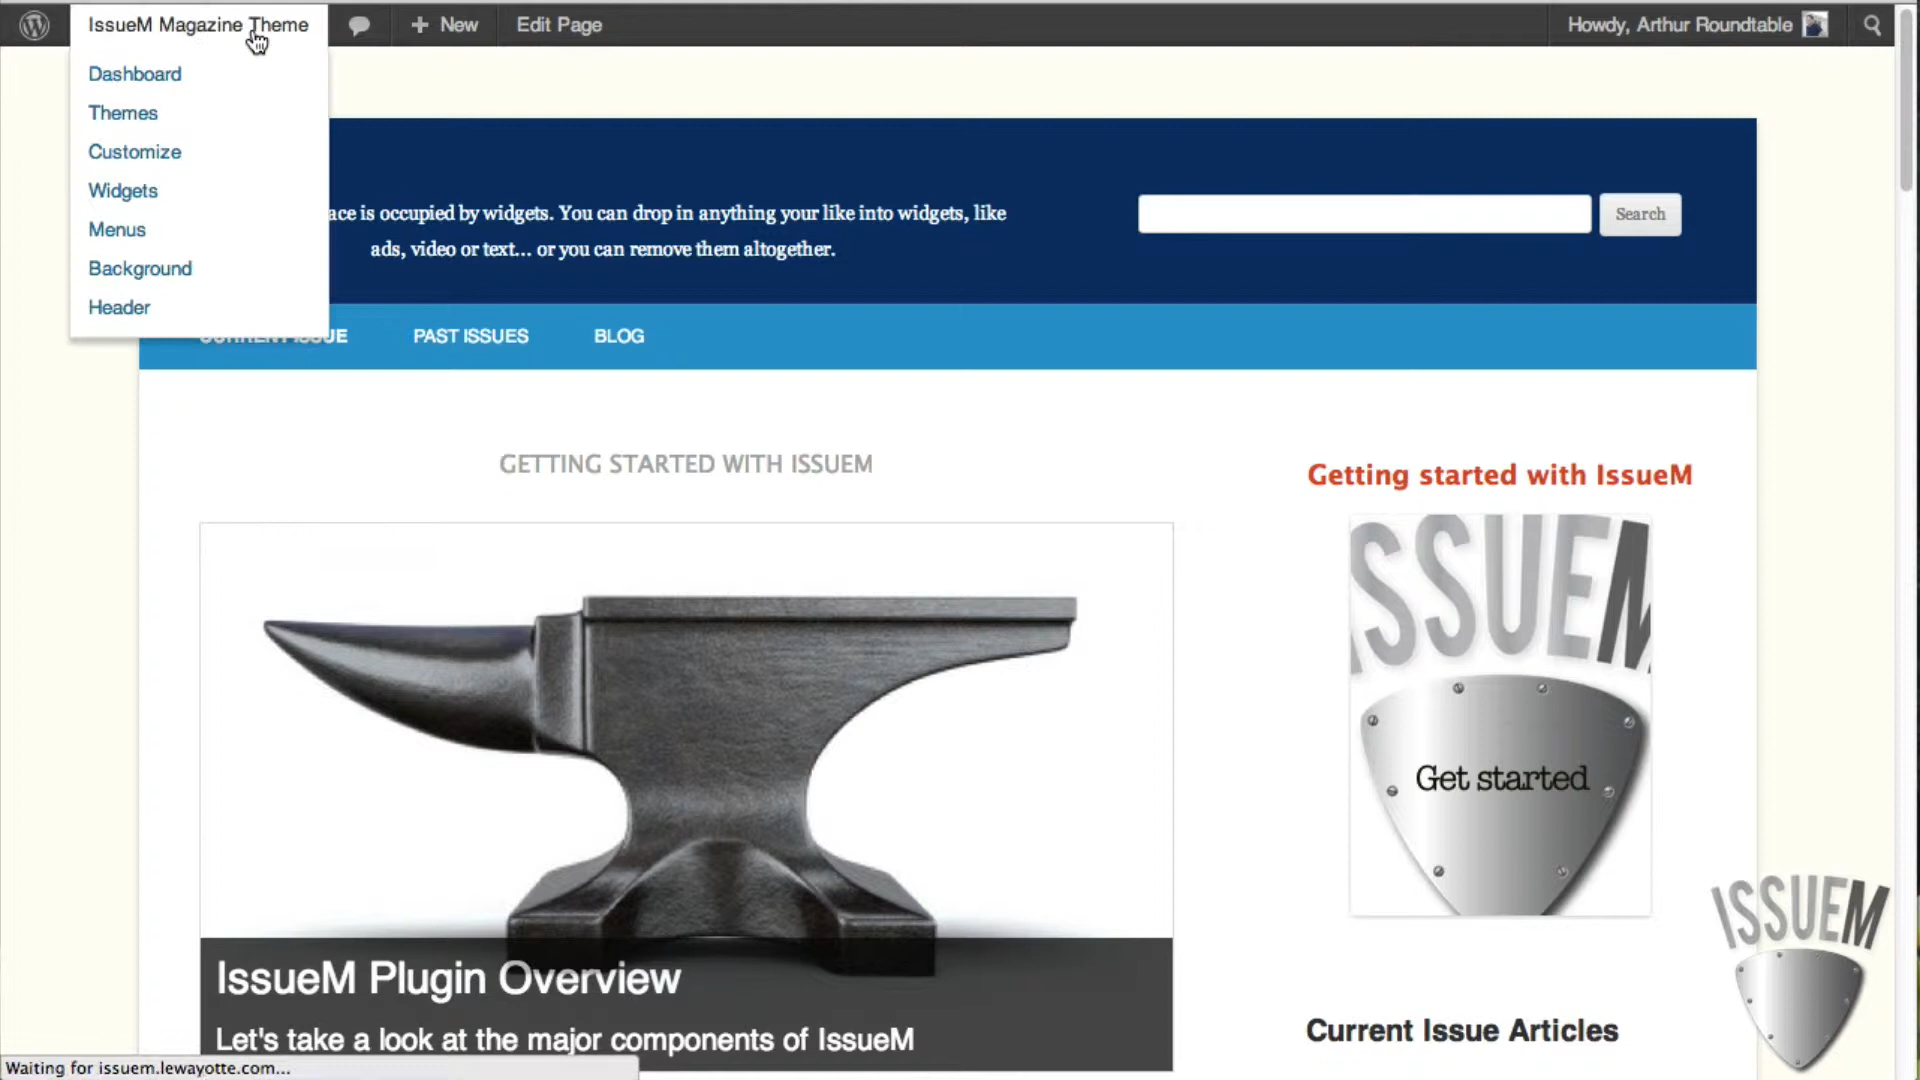 IssueM Magazine Theme
New
Edit Page
Howdy, Arthur Roundtable
Dashboard
Themes
Customize
Widgets
Menus
Background
Header
is occupied by widgets. You can drop in anything your like into widgets, like
ads, video or text... or you can remove them altogether.
Search
CURRENT ISSUE
PAST ISSUES
BLOG
GETTING STARTED WITH ISSUEM
Getting started with IssueM
ISSUEM
Get started
IssueM Plugin Overview
Let's take a look at the major components of IssueM
Current Issue Articles
ISSUEM
Waiting for issuem.lewayotte.com...